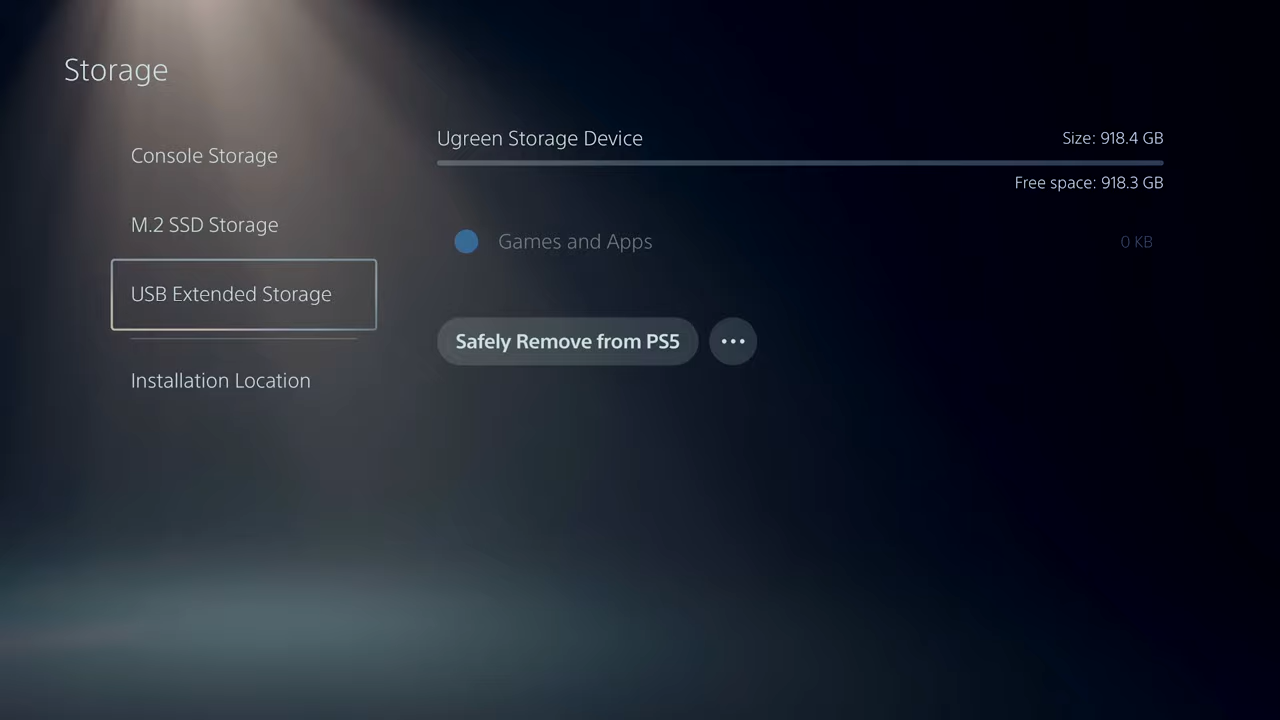 Storage
Console Storage
M.2 SSD Storage
USB Extended Storage
Installation Location
Ugreen Storage Device
Size: 918.4 GB
Free space: 918.3 GB
Games and Apps
0 KB
Safely Remove from PS5